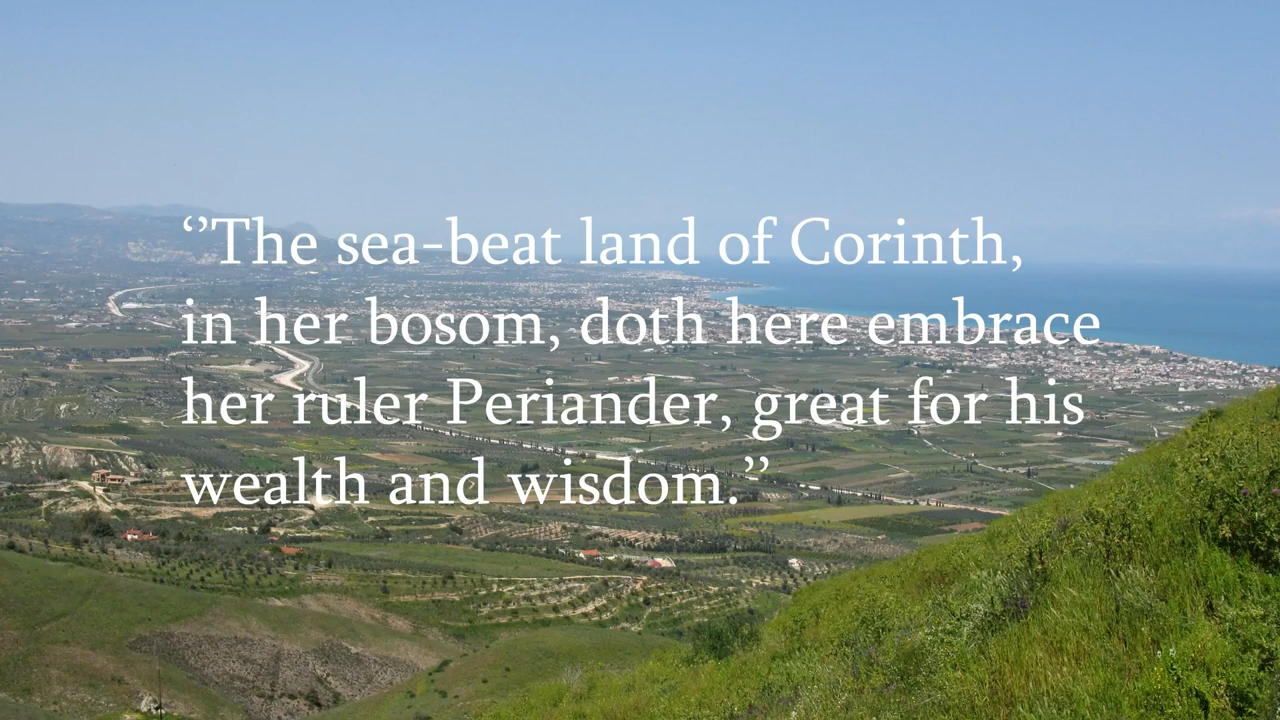 ‘’The sea-beat land of Corinth,
in her bosom, doth here embrace
her ruler Periander, great for his
wealth and wisdom.’’